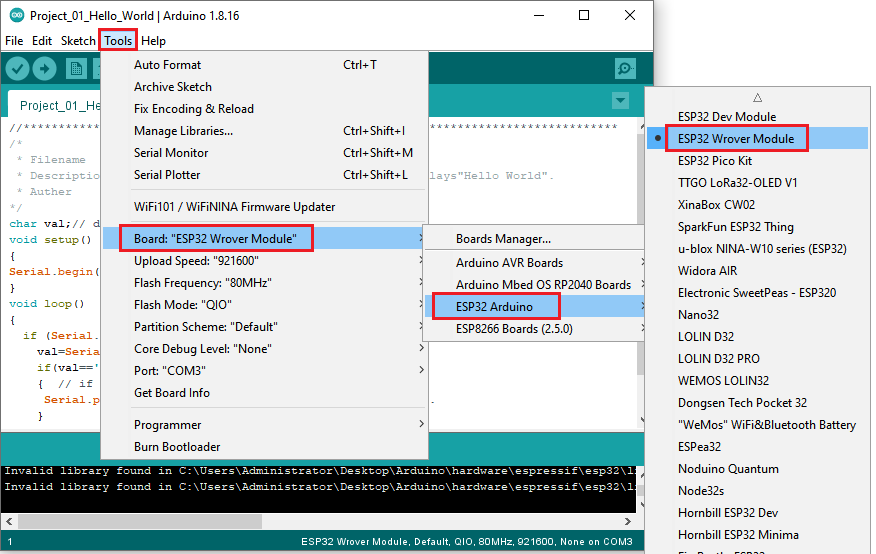 Project_01_Hello_World | Arduino 1.8.16
File Edit Sketch Tools Help
Project_01_He
//**
/*
* Filename
* Descriptio
* Auther
*/
char val;// d
void setup()
{
Serial.begin(
}
void loop()
{
if (Serial.
val=Seria
if(val=='
{ // if
Serial.p
}
*****************************
lays"Hello World".
.
Auto Format Ctrl+T
Archive Sketch
Fix Encoding & Reload
Manage Libraries... Ctrl+Shift+I
Serial Monitor Ctrl+Shift+M
Serial Plotter Ctrl+Shift+L
WiFi101 / WiFiNINA Firmware Updater
Board: "ESP32 Wrover Module"
Upload Speed: "921600"
Flash Frequency: "80MHz"
Flash Mode: "QIO"
Partition Scheme: "Default"
Core Debug Level: "None"
Port: "COM3"
Get Board Info
Programmer
Burn Bootloader
Boards Manager...
Arduino AVR Boards
Arduino Mbed OS RP2040 Boards
ESP32 Arduino
ESP8266 Boards (2.5.0)
ESP32 Dev Module
ESP32 Wrover Module
ESP32 Pico Kit
TTGO LoRa32-OLED V1
XinaBox CW02
SparkFun ESP32 Thing
u-blox NINA-W10 series (ESP32)
Widora AIR
Electronic SweetPeas - ESP320
Nano32
LOLIN D32
LOLIN D32 PRO
WEMOS LOLIN32
Dongsen Tech Pocket 32
"WeMos" WiFi&Bluetooth Battery
ESPea32
Noduino Quantum
Node32s
Hornbill ESP32 Dev
Hornbill ESP32 Minima
Invalid library found in C:\Users\Administrator\Desktop\Arduino\hardware\espressif\esp32\l
Invalid library found in C:\Users\Administrator\Desktop\Arduino\hardware\espressif\esp32\l
1 ESP32 Wrover Module, Default, QIO, 80MHz, 921600, None on COM3